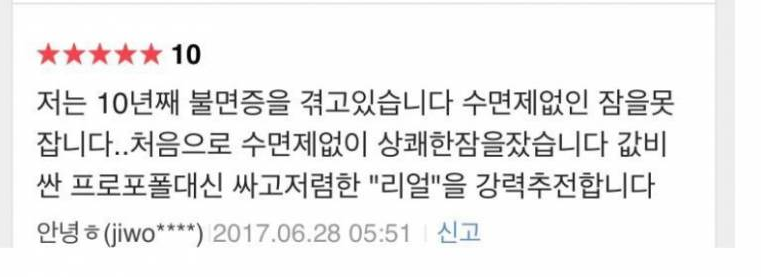 ★★★★★ 10
저는 10년째 불면증을 겪고있습니다 수면제없인 잠을못
잡니다..처음으로 수면제없이 상쾌한잠을잤습니다 값비
싼 프로포폴대신 싸고저렴한 "리얼"을 강력추전합니다
안녕ㅎ(jiwo****) 2017.06.28 05:51 신고